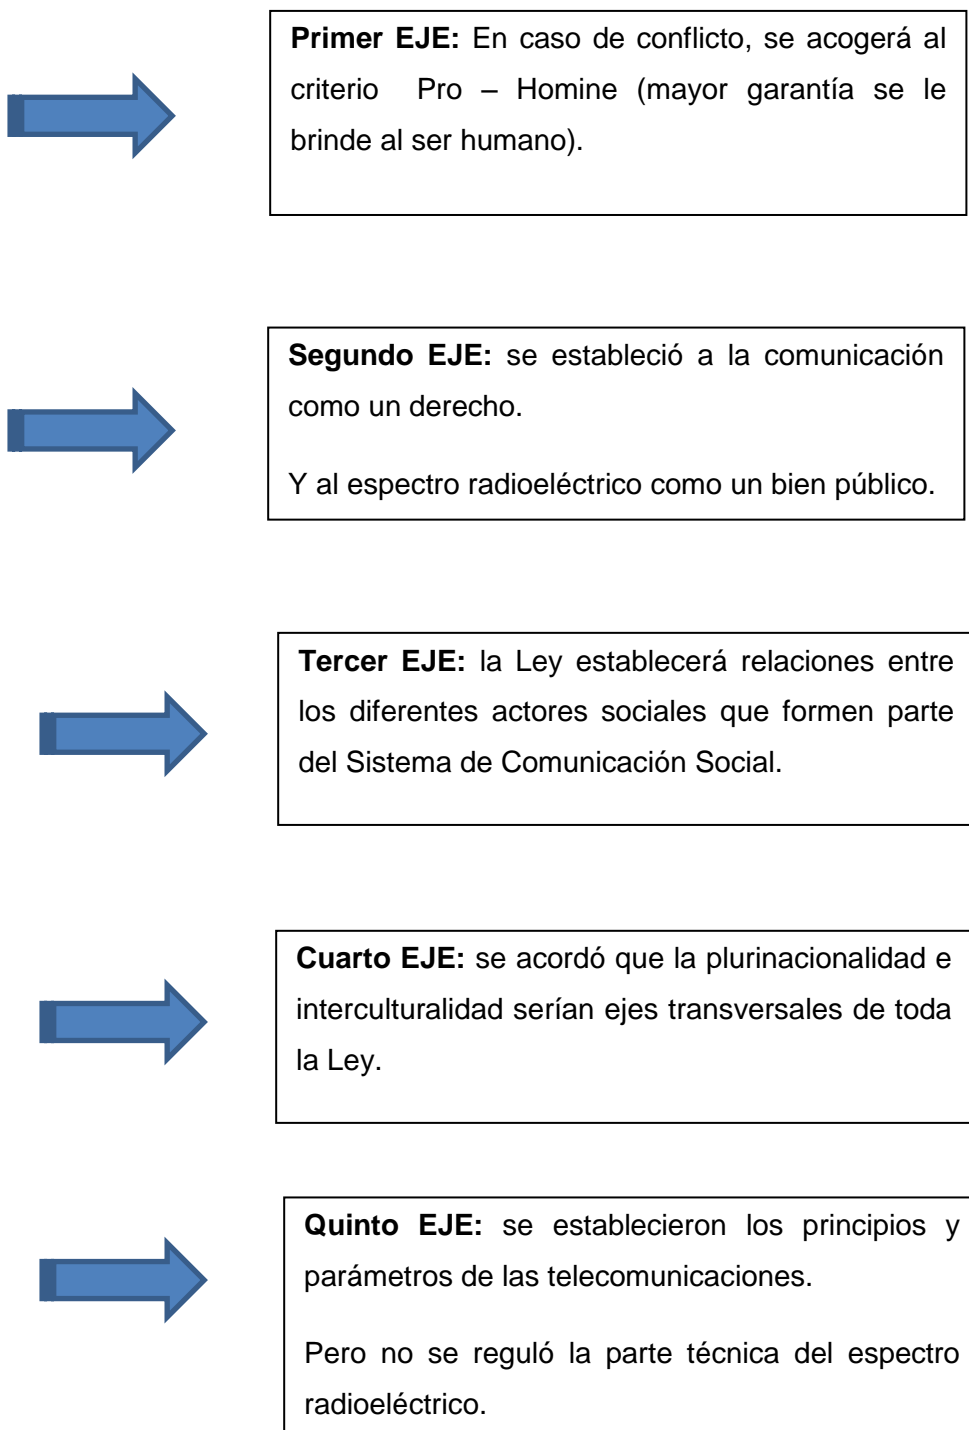 Primer EJE: En caso de conflicto, se acogerá al
criterio Pro – Homine (mayor garantía se le
brinde al ser humano).
Segundo EJE: se estableció a la comunicación
como un derecho.
Y al espectro radioeléctrico como un bien público.
Tercer EJE: la Ley establecerá relaciones entre
los diferentes actores sociales que formen parte
del Sistema de Comunicación Social.
Cuarto EJE: se acordó que la plurinacionalidad e
interculturalidad serían ejes transversales de toda
la Ley.
Quinto EJE: se establecieron los principios y
parámetros de las telecomunicaciones.
Pero no se reguló la parte técnica del espectro
radioeléctrico.